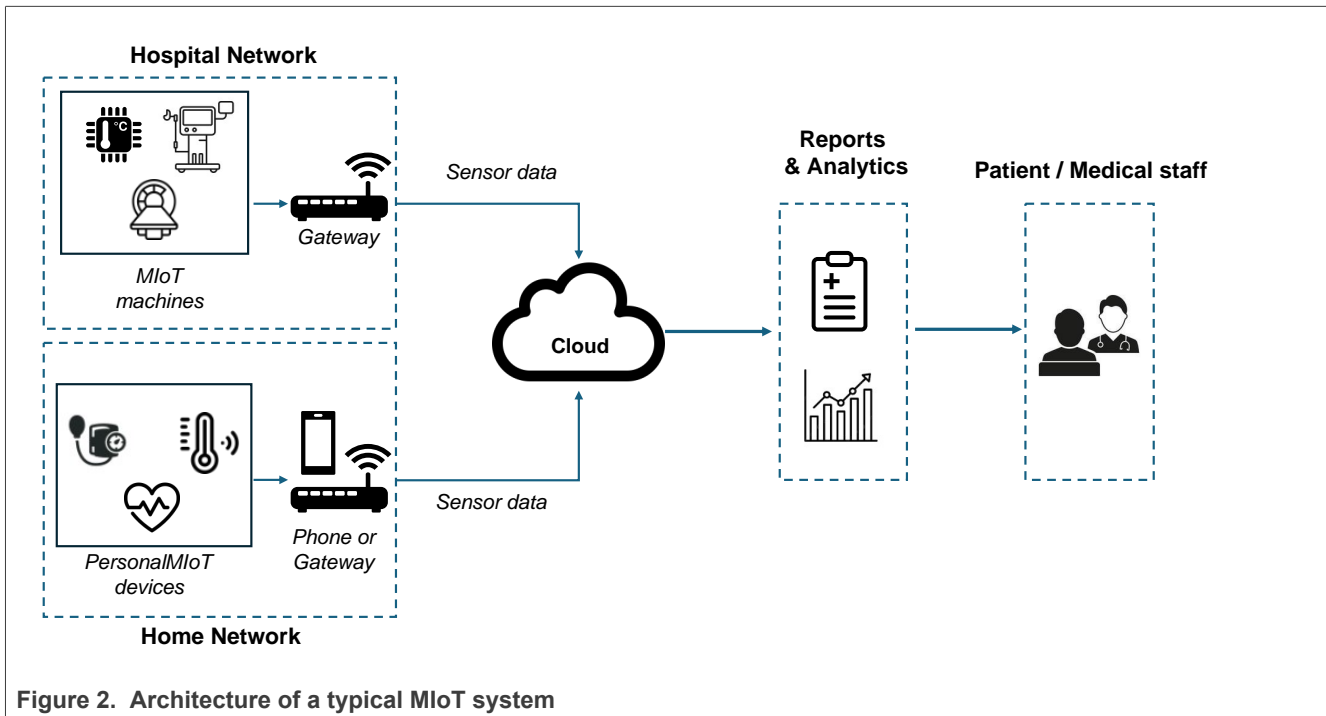 Hospital Network
°C
MIoT
machines
Gateway
Sensor data
Cloud
Reports
& Analytics
Patient / Medical staff
PersonalMIoT
devices
Phone or
Gateway
Sensor data
Home Network
Figure 2. Architecture of a typical MIoT system